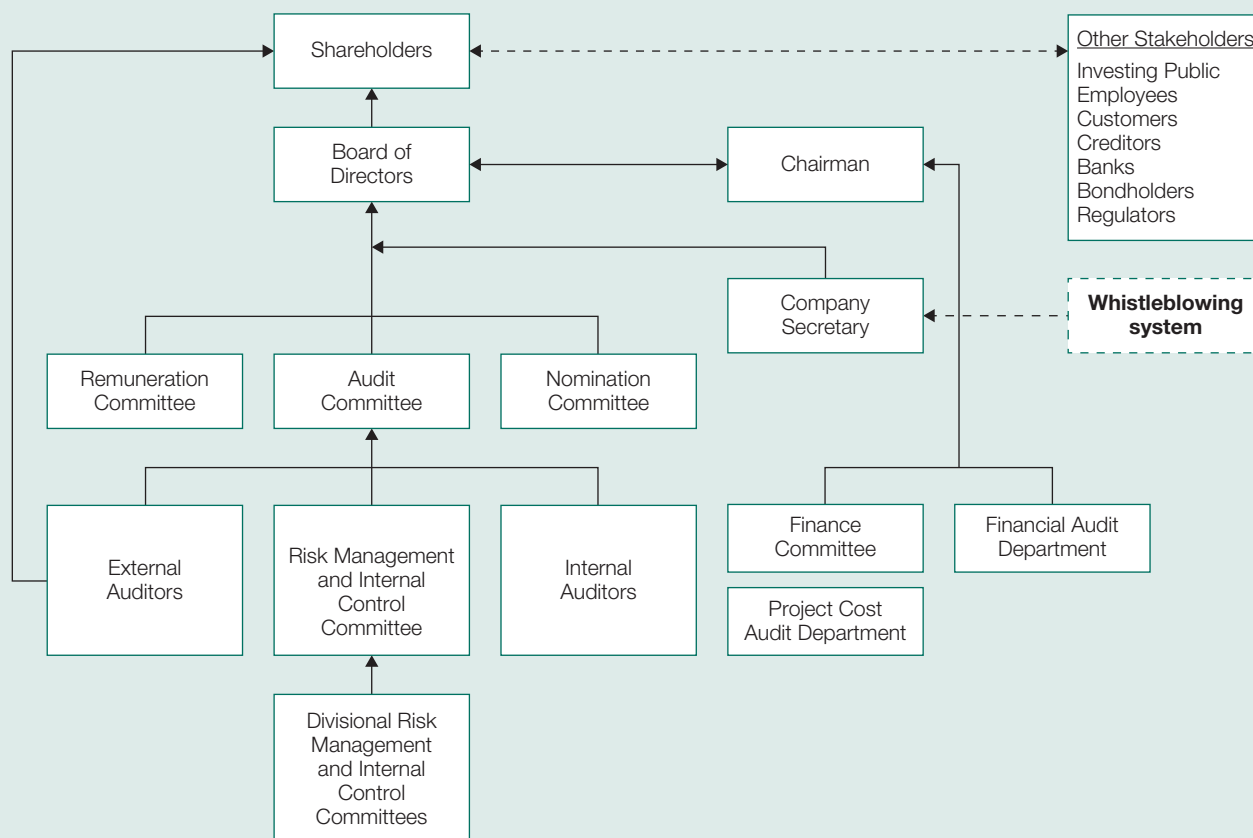 Shareholders
Other Stakeholders
Investing Public
Employees
Customers
Creditors
Banks
Bondholders
Regulators
Board of
Directors
Chairman
Company
Secretary
Whistleblowing
system
Remuneration
Committee
Audit
Committee
Nomination
Committee
External
Auditors
Risk Management
and Internal
Control
Committee
Internal
Auditors
Finance
Committee
Financial Audit
Department
Project Cost
Audit Department
Divisional Risk
Management
and Internal
Control
Committees